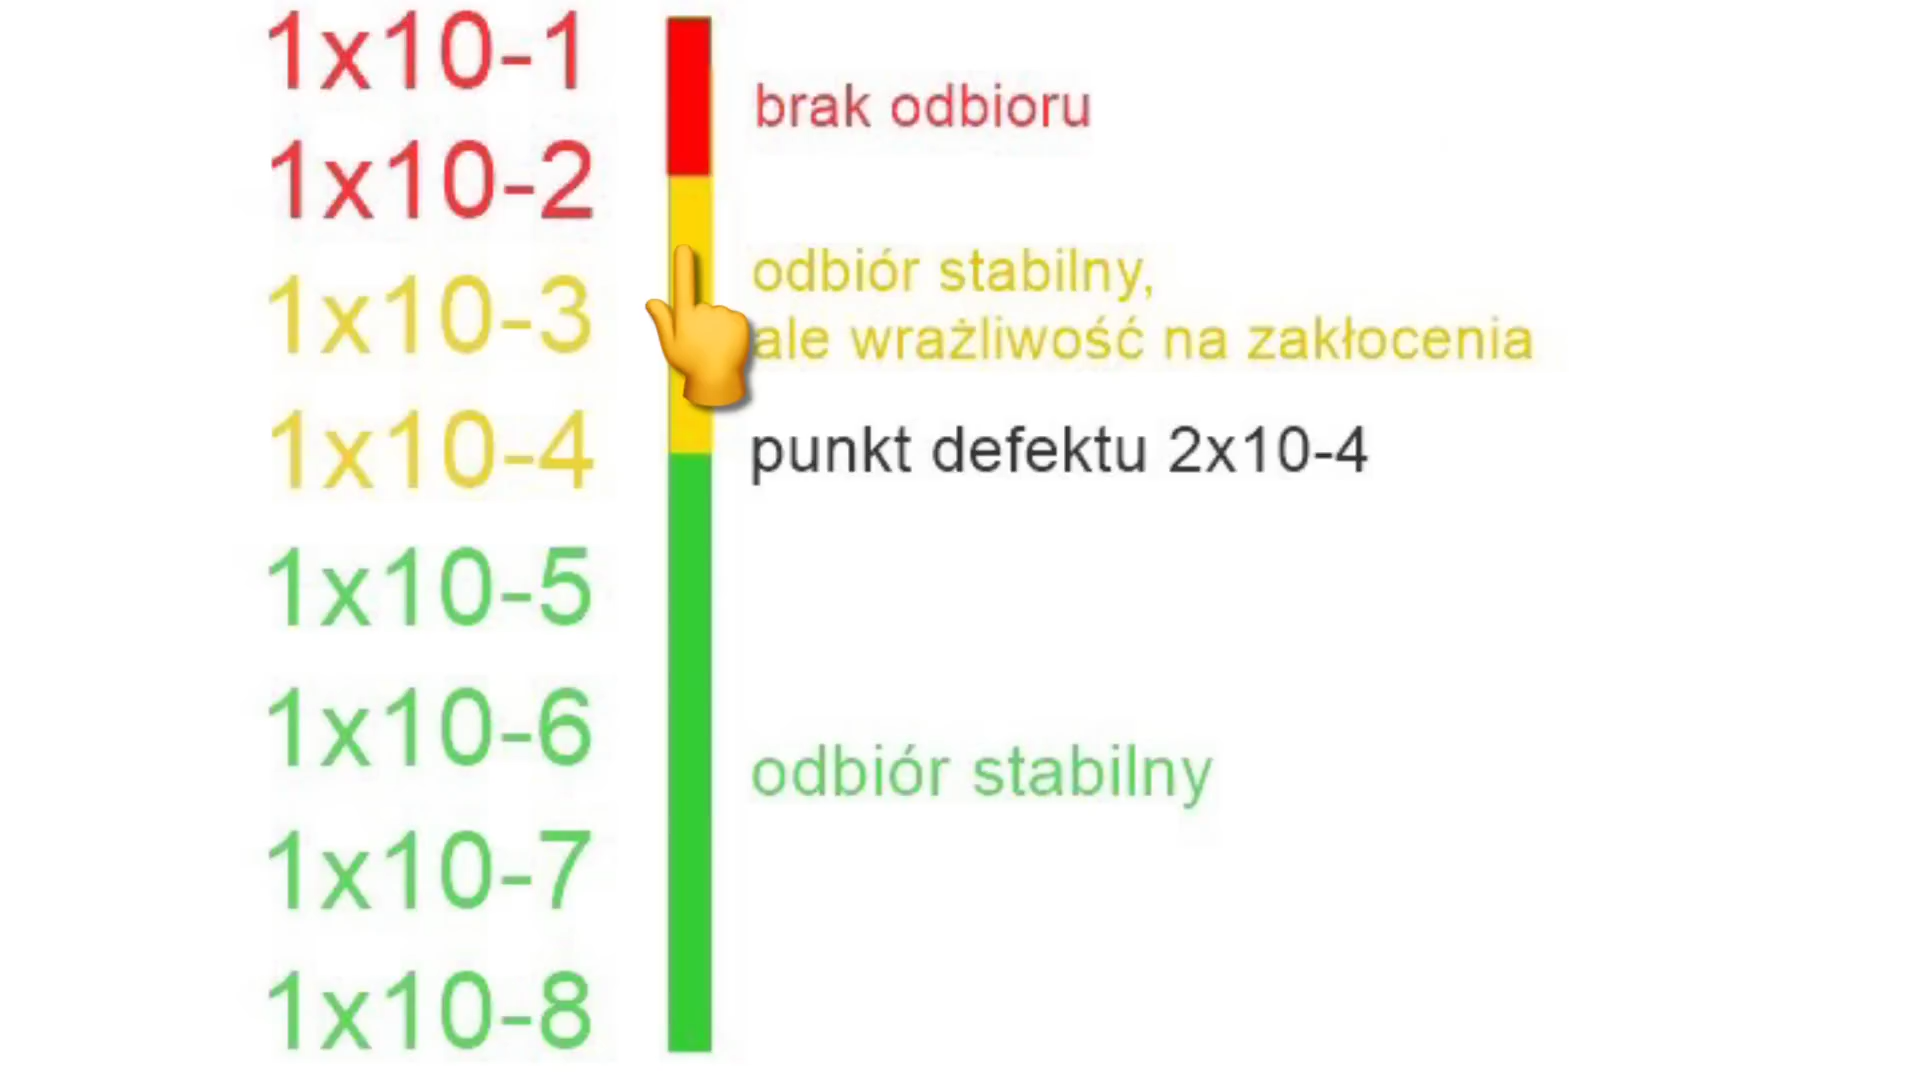 1x10-1
brak odbioru
1x10-2
odbiór stabilny,
1x10-3
ale wrażliwość na zakłocenia
1x10-4
punkt defektu 2x10-4
1x10-5
1x10-6
odbiór stabilny
1x10-7
1x10-8